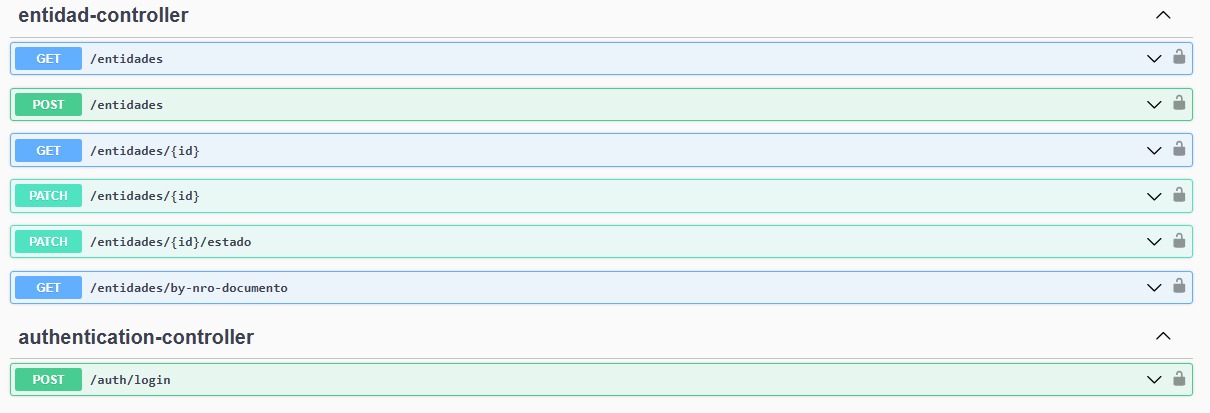 entidad-controller
GET /entidades
POST /entidades
GET /entidades/{id}
PATCH /entidades/{id}
PATCH /entidades/{id}/estado
GET /entidades/by-nro-documento
authentication-controller
POST /auth/login